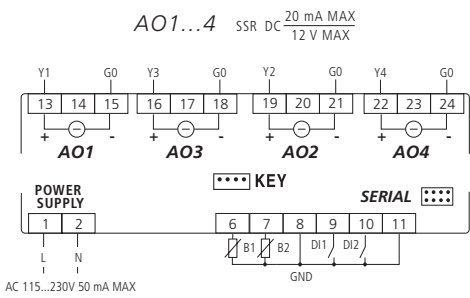 AO1...4 SSR DC 20 mA MAX
12 V MAX
Y1 G0 Y3 G0 Y2 G0 Y4 G0
13 14 15 16 17 18 19 20 21 22 23 24
+ - + - + - + -
AO1 AO3 AO2 AO4
KEY
POWER
SUPPLY
SERIAL
1 2 6 7 8 9 10 11
L N B1 B2 DI1 DI2
GND
AC 115...230V 50 mA MAX